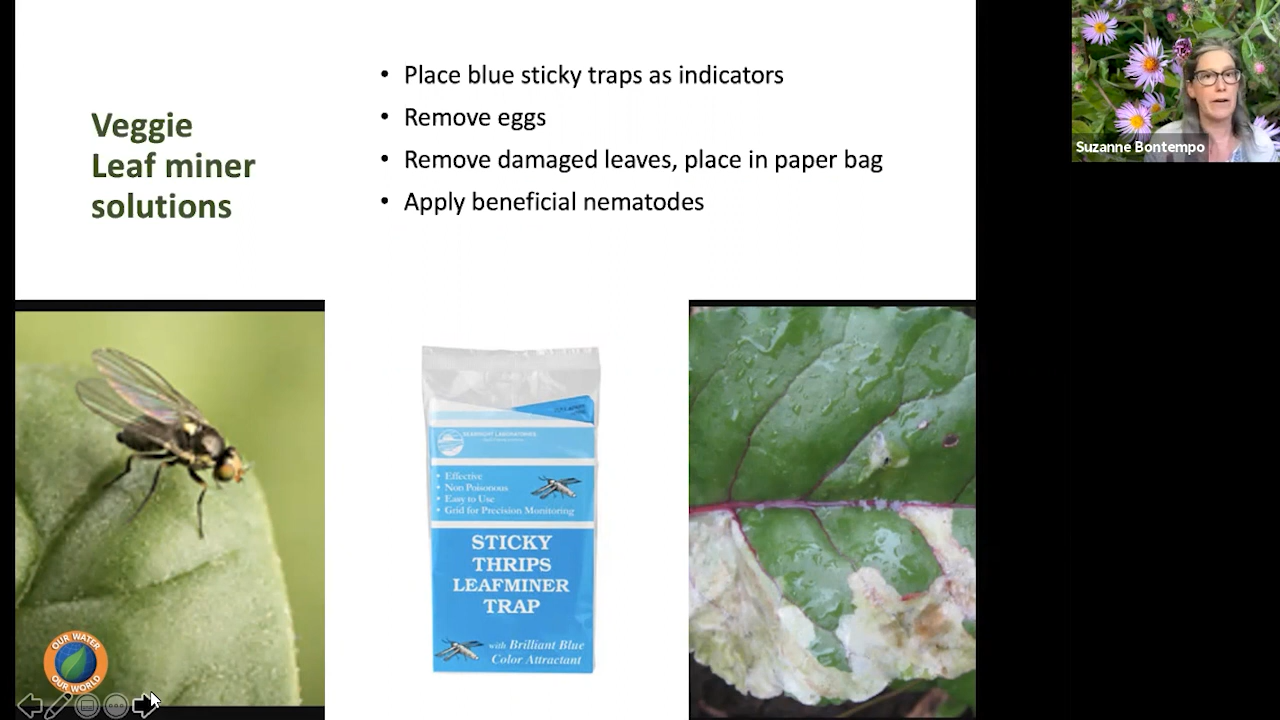 Veggie
Leaf miner
solutions
• Place blue sticky traps as indicators
• Remove eggs
• Remove damaged leaves, place in paper bag
• Apply beneficial nematodes
Suzanne Bontempo
• Effective
• Non Poisonous
• Easy to Use
• Grid for Precision Monitoring
STICKY
THRIPS
LEAFMINER
TRAP
with Brilliant Blue
Color Attractant
OUR WATER
OUR WORLD